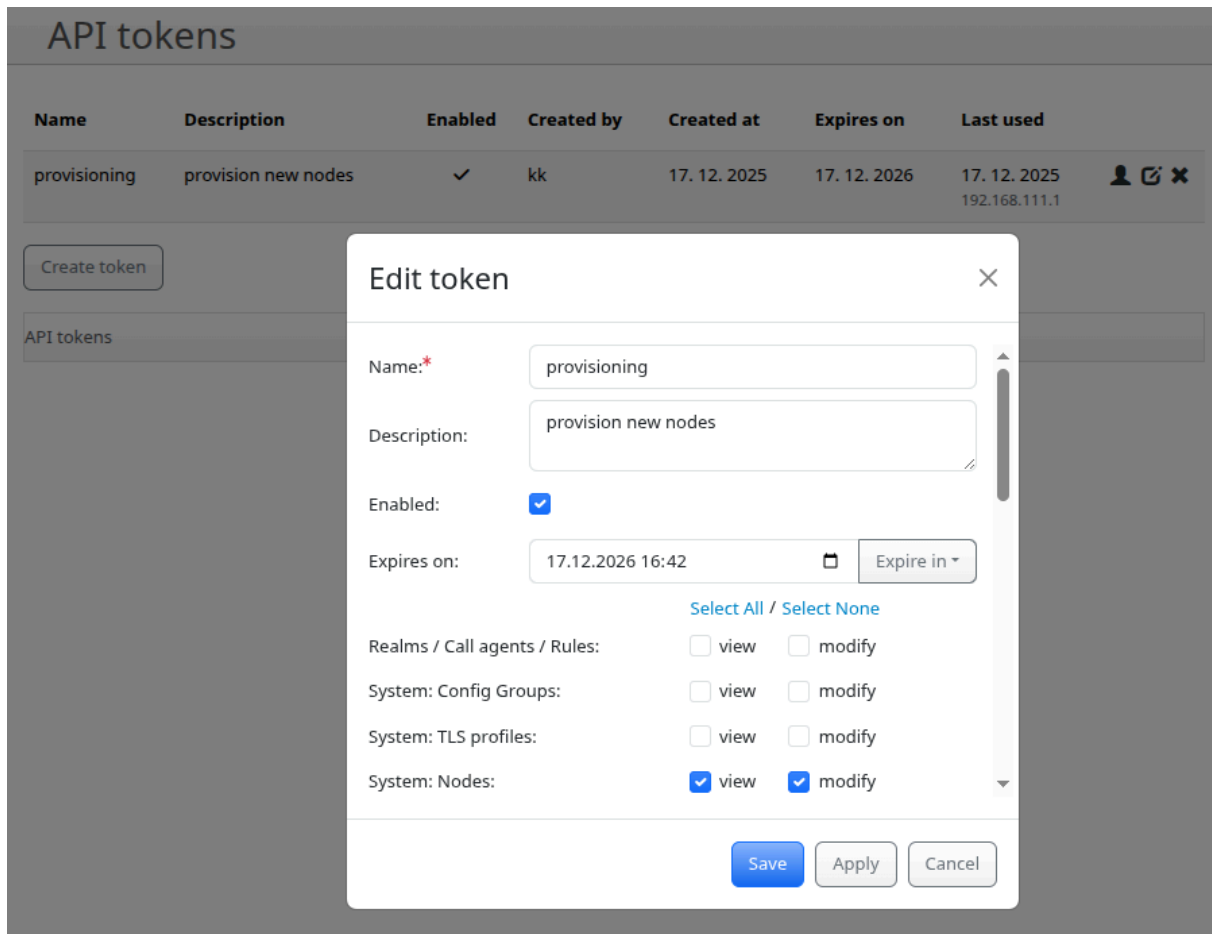 API tokens
Name Description Enabled Created by Created at Expires on Last used
provisioning provision new nodes kk 17. 12. 2025 17. 12. 2026 17. 12. 2025
192.168.111.1
Create token
API tokens
Edit token
Name:* provisioning
Description: provision new nodes
Enabled:
Expires on: 17.12.2026 16:42 Expire in
Select All / Select None
Realms / Call agents / Rules: view modify
System: Config Groups: view modify
System: TLS profiles: view modify
System: Nodes: view modify
Save Apply Cancel